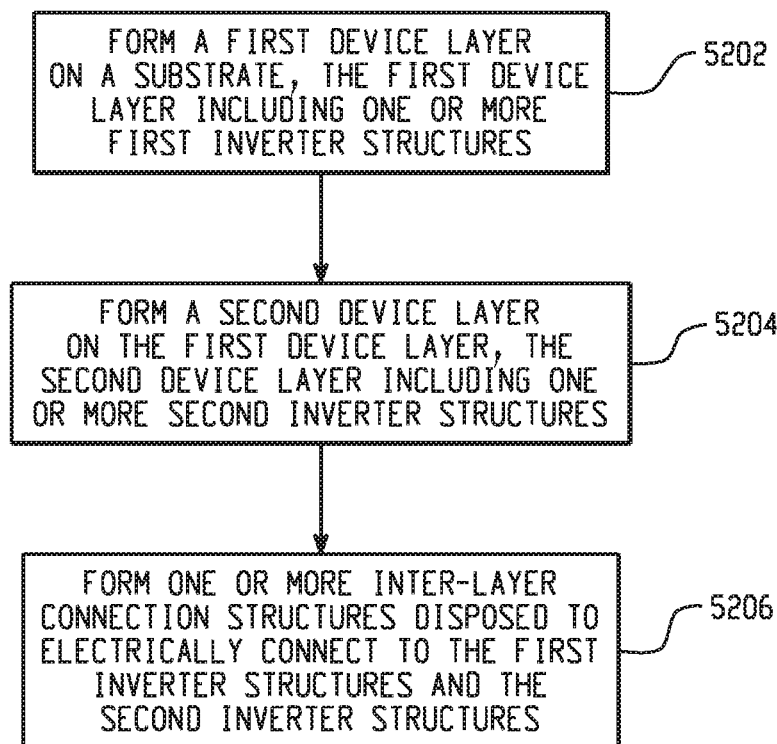 FORM A FIRST DEVICE LAYER
ON A SUBSTRATE, THE FIRST DEVICE
LAYER INCLUDING ONE OR MORE
FIRST INVERTER STRUCTURES
5202
FORM A SECOND DEVICE LAYER
ON THE FIRST DEVICE LAYER, THE
SECOND DEVICE LAYER INCLUDING ONE
OR MORE SECOND INVERTER STRUCTURES
5204
FORM ONE OR MORE INTER-LAYER
CONNECTION STRUCTURES DISPOSED TO
ELECTRICALLY CONNECT TO THE FIRST
INVERTER STRUCTURES AND THE
SECOND INVERTER STRUCTURES
5206